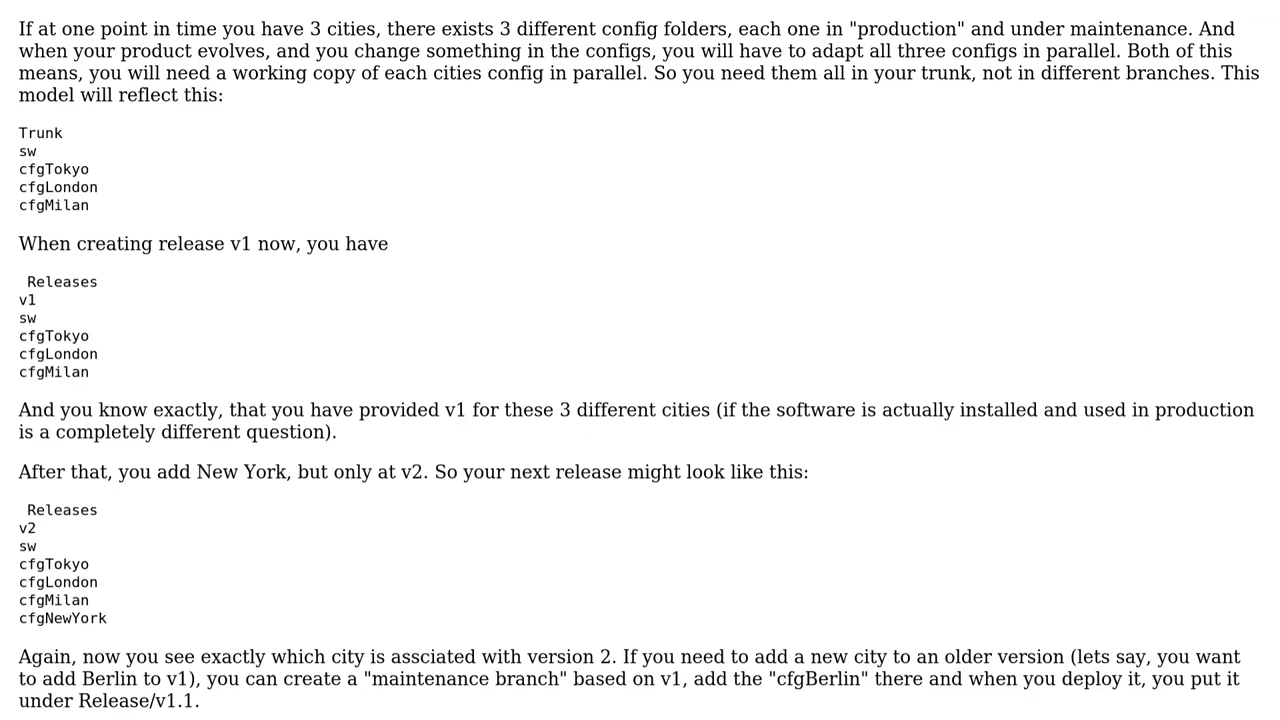 If at one point in time you have 3 cities, there exists 3 different config folders, each one in "production" and under maintenance. And
when your product evolves, and you change something in the configs, you will have to adapt all three configs in parallel. Both of this
means, you will need a working copy of each cities config in parallel. So you need them all in your trunk, not in different branches. This
model will reflect this:
Trunk
sw
cfgTokyo
cfgLondon
cfgMilan
When creating release v1 now, you have
Releases
v1
sw
cfgTokyo
cfgLondon
cfgMilan
And you know exactly, that you have provided v1 for these 3 different cities (if the software is actually installed and used in production
is a completely different question).
After that, you add New York, but only at v2. So your next release might look like this:
Releases
v2
sw
cfgTokyo
cfgLondon
cfgMilan
cfgNewYork
Again, now you see exactly which city is assciated with version 2. If you need to add a new city to an older version (lets say, you want
to add Berlin to v1), you can create a "maintenance branch" based on v1, add the "cfgBerlin" there and when you deploy it, you put it
under Release/v1.1.